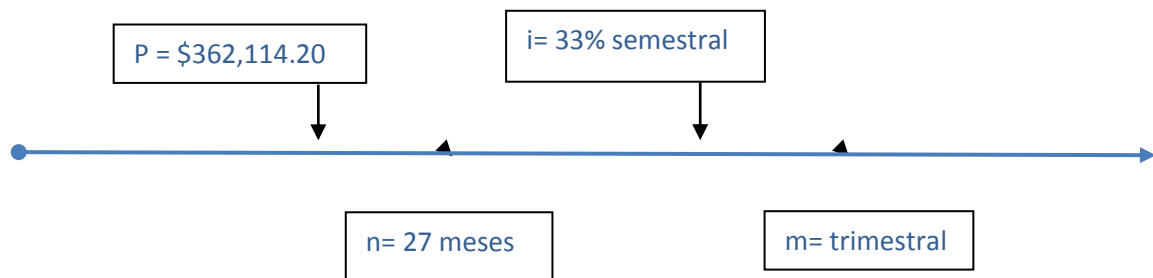 P = $362,114.20
i= 33% semestral
n= 27 meses
m= trimestral